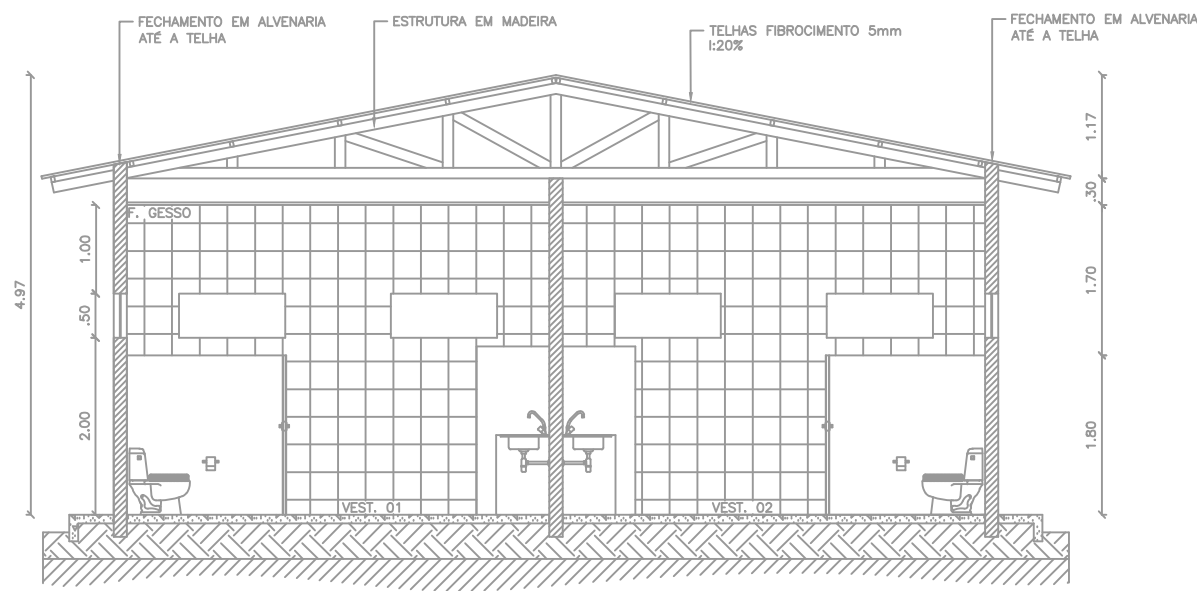 FECHAMENTO EM ALVENARIA
ATÉ A TELHA
ESTRUTURA EM MADEIRA
TELHAS FIBROCIMENTO 5mm
I:20%
FECHAMENTO EM ALVENARIA
ATÉ A TELHA
4.97
1.00
.50
2.00
F. GESSO
1.17
.30
1.70
1.80
VEST. 01
VEST. 02